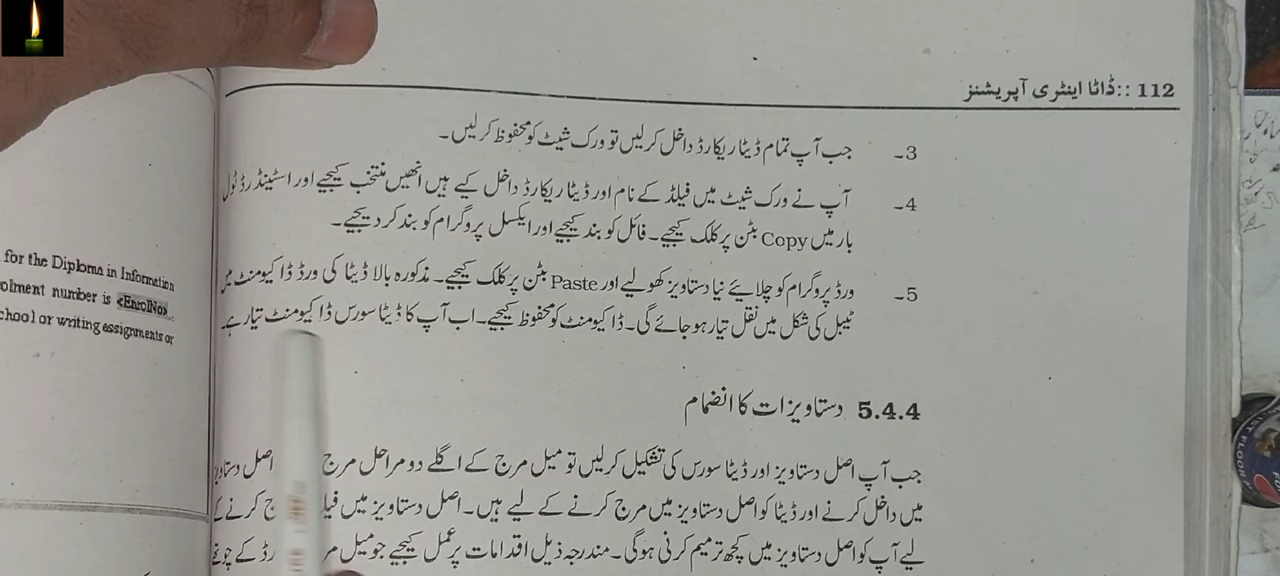 112 :: ڈاٹا اینٹری آپریشنز
3۔ جب آپ تمام ڈیٹا ریکارڈ داخل کرلیں تو ورک شیٹ کو محفوظ کرلیں۔
4۔ آپ نے ورک شیٹ میں فیلڈ کے نام اور ڈیٹا ریکارڈ داخل کیے ہیں انھیں منتخب کیجیے اور اسٹینڈرڈ ٹول
بار میں Copy بٹن پر کلک کیجیے۔ فائل کو بند کیجیے اور ایکسل پروگرام کو بند کر دیجیے۔
5۔ ورڈ پروگرام کو چلایئے نیا دستاویز کھولیے اور Paste بٹن پر کلک کیجیے۔ مذکورہ بالا ڈیٹا کی ورڈ ڈاکیومنٹ میں
ٹیبل کی شکل میں نقل تیار ہو جائے گی۔ ڈاکیومنٹ کو محفوظ کیجیے۔ اب آپ کا ڈیٹا سورس ڈاکیومنٹ تیار ہے
5.4.4 دستاویزات کا انضمام
جب آپ اصل دستاویز اور ڈیٹا سورس کی تشکیل کرلیں تو میل مرج کے اگلے دو مراحل مرج اصل
میں داخل کرنے اور ڈیٹا کو اصل دستاویز میں مرج کرنے کے لیے ہیں۔ اصل دستاویز میں کرنے کے
لیے آپ کو اصل دستاویز میں کچھ ترمیم کرنی ہوگی۔ مندرجہ ذیل اقدامات پر عمل کیجیے جو میل کے
for the Diploma in Information
number is «EnrolNo».
or writing assignments or